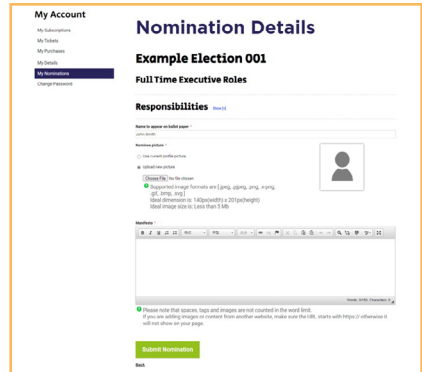 My Account
My Subscriptions
My Tickets
My Purchases
My Details
My Nominations
Change Password
Nomination Details
Example Election 001
Full Time Executive Roles
Responsibilities Show [+]
Name to appear on ballot paper *
John Smith
Nominee picture *
Use current profile picture
Upload new picture
Choose File No file chosen
Supported image formats are [.jpeg, .pjpeg, .png, .x-png,
.gif, .bmp, .svg ]
Ideal dimension is: 140px(width) x 201px(height)
Ideal image size is: Less than 5 Mb
Manifesto *
Please note that spaces, tags and images are not counted in the word limit.
If you are adding images or content from another website, make sure the URL starts with https:// otherwise it
will not show on your page.
Submit Nomination
Back